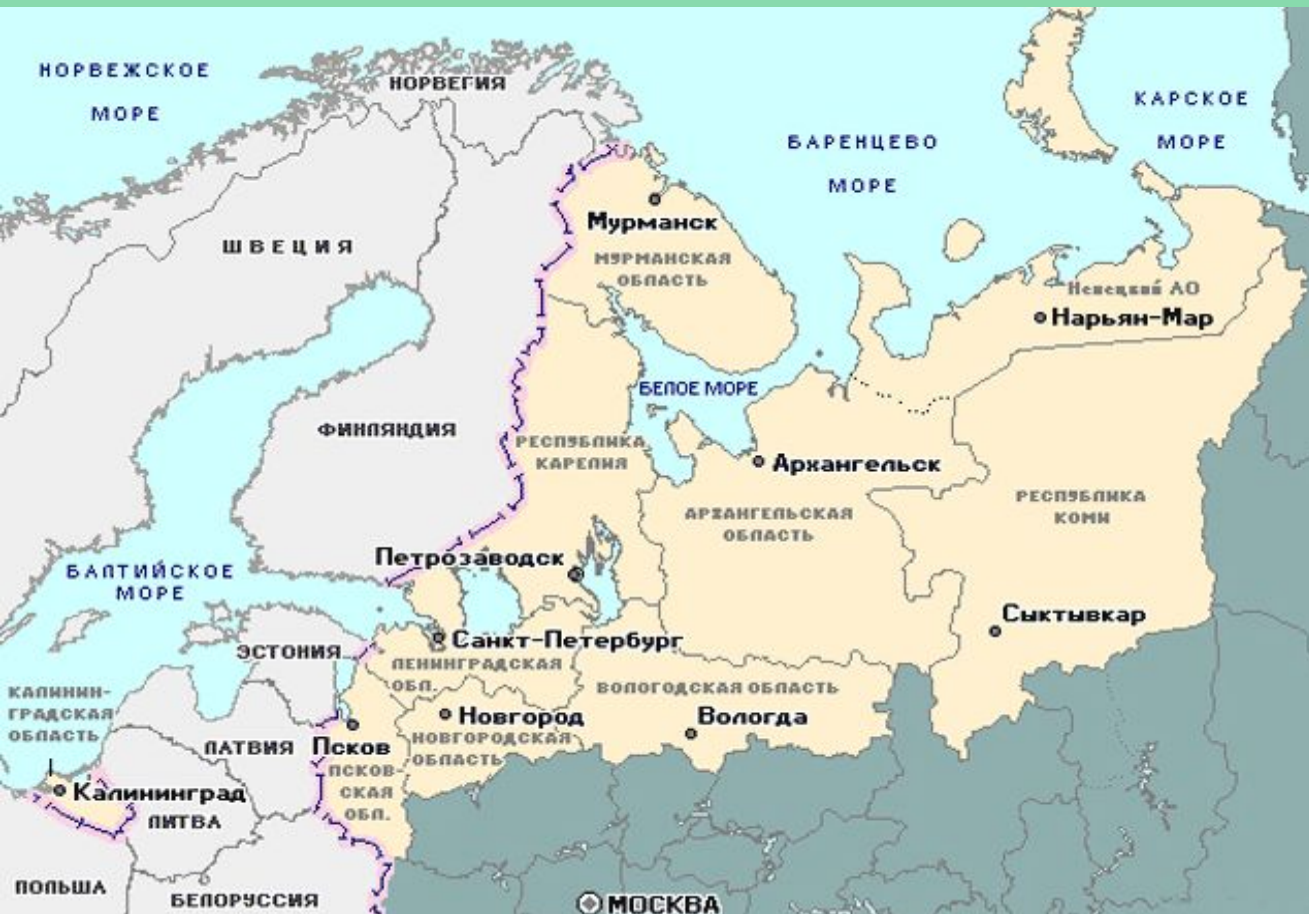 НОРВЕЖСКОЕ
МОРЕ
НОРВЕГИЯ
БАРЕНЦЕВО
МОРЕ
КАРСКОЕ
МОРЕ
ШВЕЦИЯ
Мурманск
МУРМАНСКАЯ
ОБЛАСТЬ
Ненецкий АО
Нарьян-Мар
БЕЛОЕ МОРЕ
ФИНЛЯНДИЯ
РЕСПУБЛИКА
КАРЕЛИЯ
Архангельск
АРХАНГЕЛЬСКАЯ
ОБЛАСТЬ
РЕСПУБЛИКА
КОМИ
Петрозаводск
БАЛТИЙСКОЕ
МОРЕ
Сыктывкар
Санкт-Петербург
ЭСТОНИЯ
ЛЕНИНГРАДСКАЯ
ОБЛ.
ВОЛОГОДСКАЯ ОБЛАСТЬ
КАЛИНИН-
ГРАДСКАЯ
ОБЛАСТЬ
Новгород
НОВГОРОДСКАЯ
ОБЛАСТЬ
Вологда
ЛАТВИЯ
Псков
ПСКОВ-
СКАЯ
ОБЛ.
Калининград
ЛИТВА
ПОЛЬША
БЕЛОРУССИЯ
МОСКВА